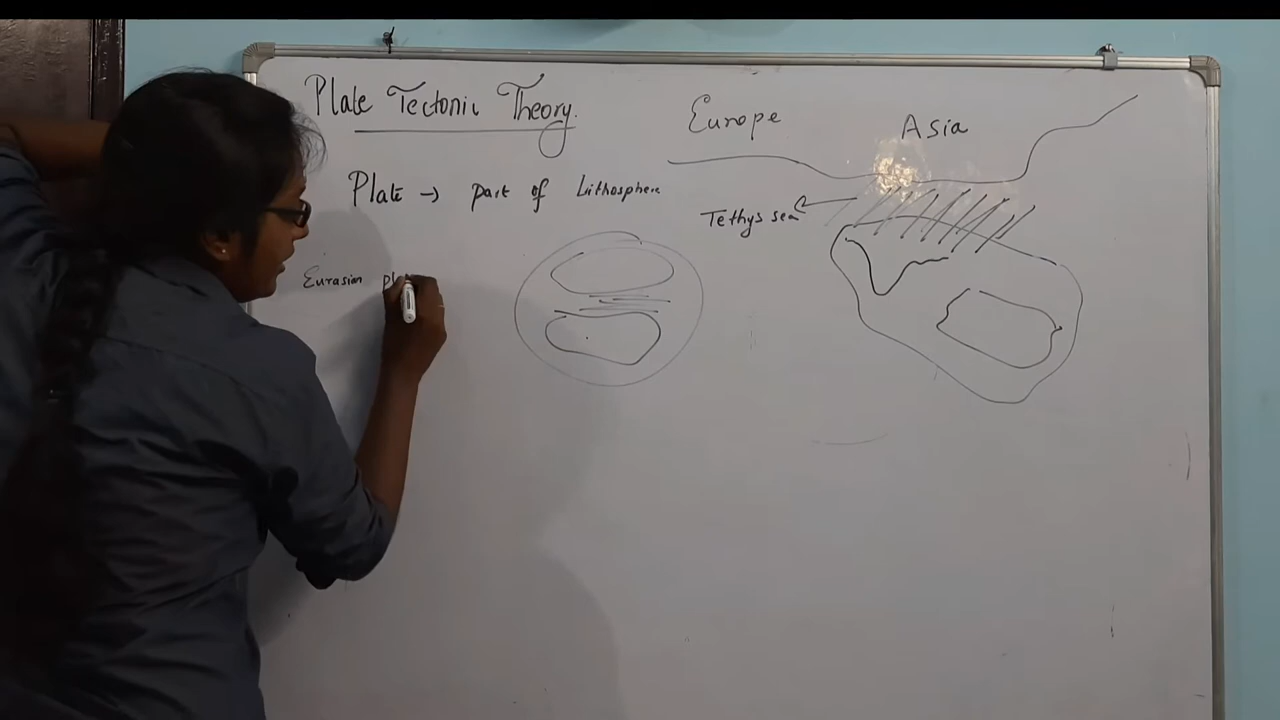 Plate Tectonic Theory.
Europe
Asia
Plate → part of Lithosphere
Tethys sea
Eurasian